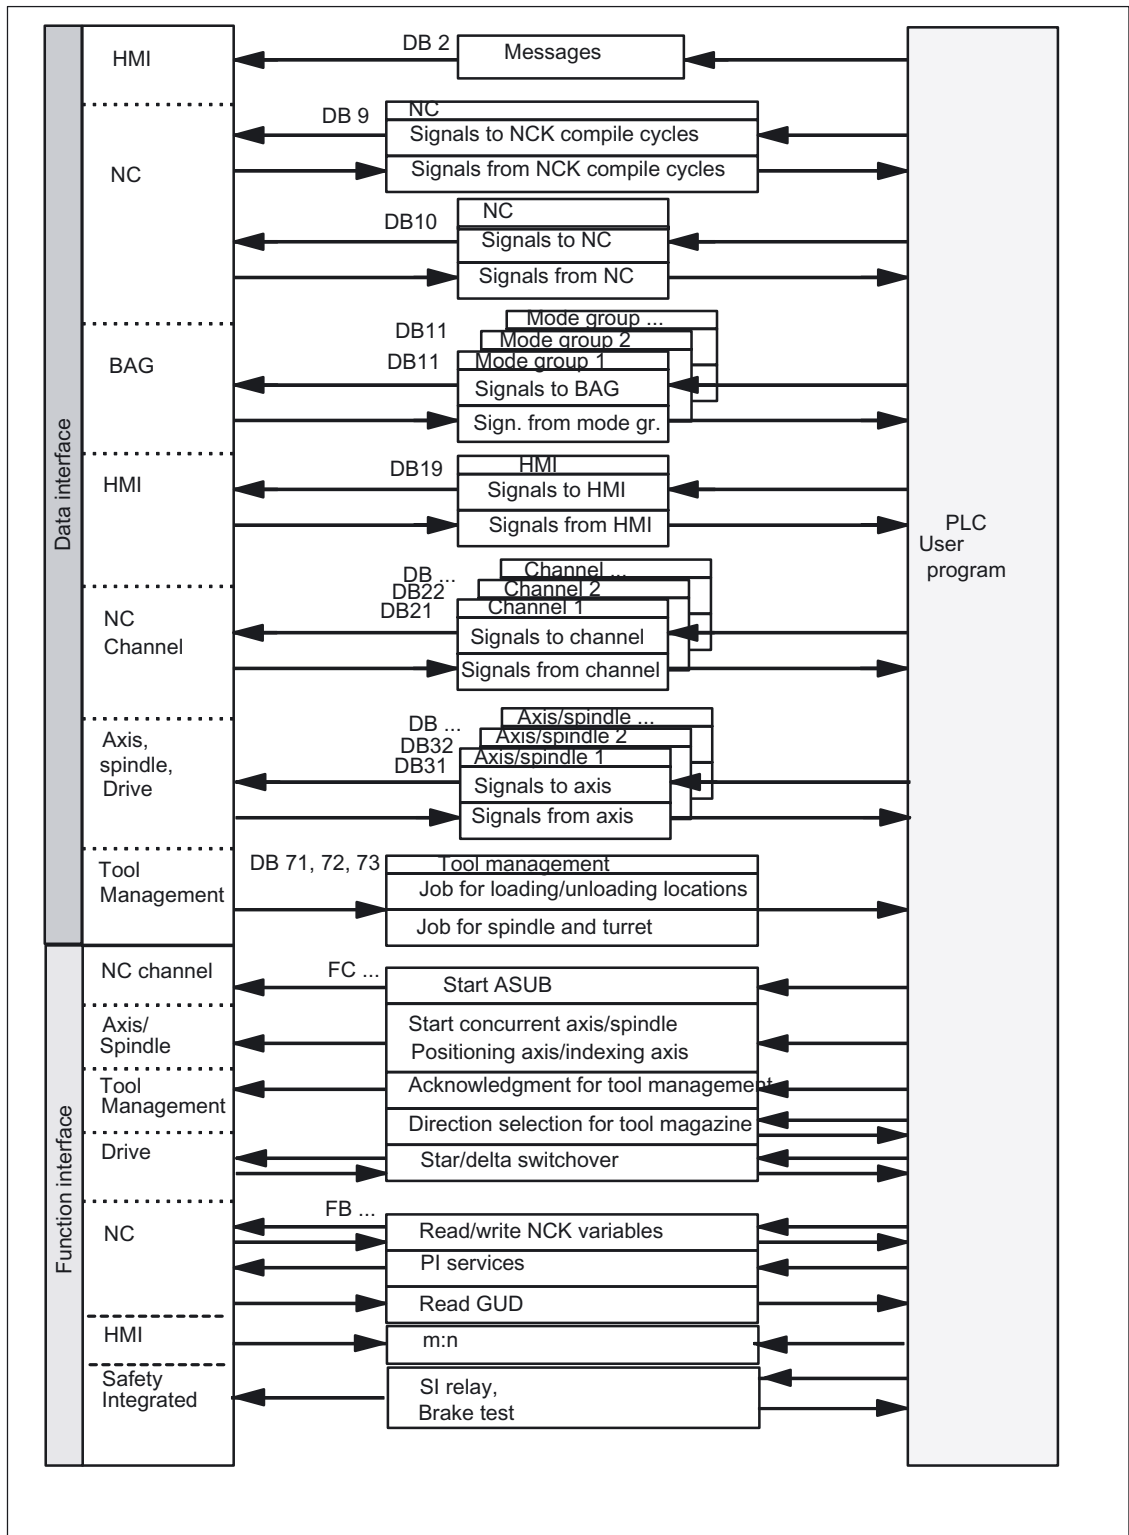 Data interface
HMI
DB 2
Messages
NC
DB 9
NC
Signals to NCK compile cycles
Signals from NCK compile cycles
DB10
NC
Signals to NC
Signals from NC
BAG
DB11
DB11
Mode group ...
Mode group 2
Mode group 1
Signals to BAG
Sign. from mode gr.
HMI
DB19
HMI
Signals to HMI
Signals from HMI
PLC
User
program
NC
Channel
DB ...
DB22
DB21
Channel ...
Channel 2
Channel 1
Signals to channel
Signals from channel
Axis,
spindle,
Drive
DB ...
DB32
DB31
Axis/spindle ...
Axis/spindle 2
Axis/spindle 1
Signals to axis
Signals from axis
Tool
Management
DB 71, 72, 73
Tool management
Job for loading/unloading locations
Job for spindle and turret
Function interface
NC channel
FC ...
Start ASUB
Axis/
Spindle
Start concurrent axis/spindle
Positioning axis/indexing axis
Tool
Management
Acknowledgment for tool management
Direction selection for tool magazine
Drive
Star/delta switchover
NC
FB ...
Read/write NCK variables
PI services
Read GUD
HMI
m:n
Safety
Integrated
SI relay,
Brake test